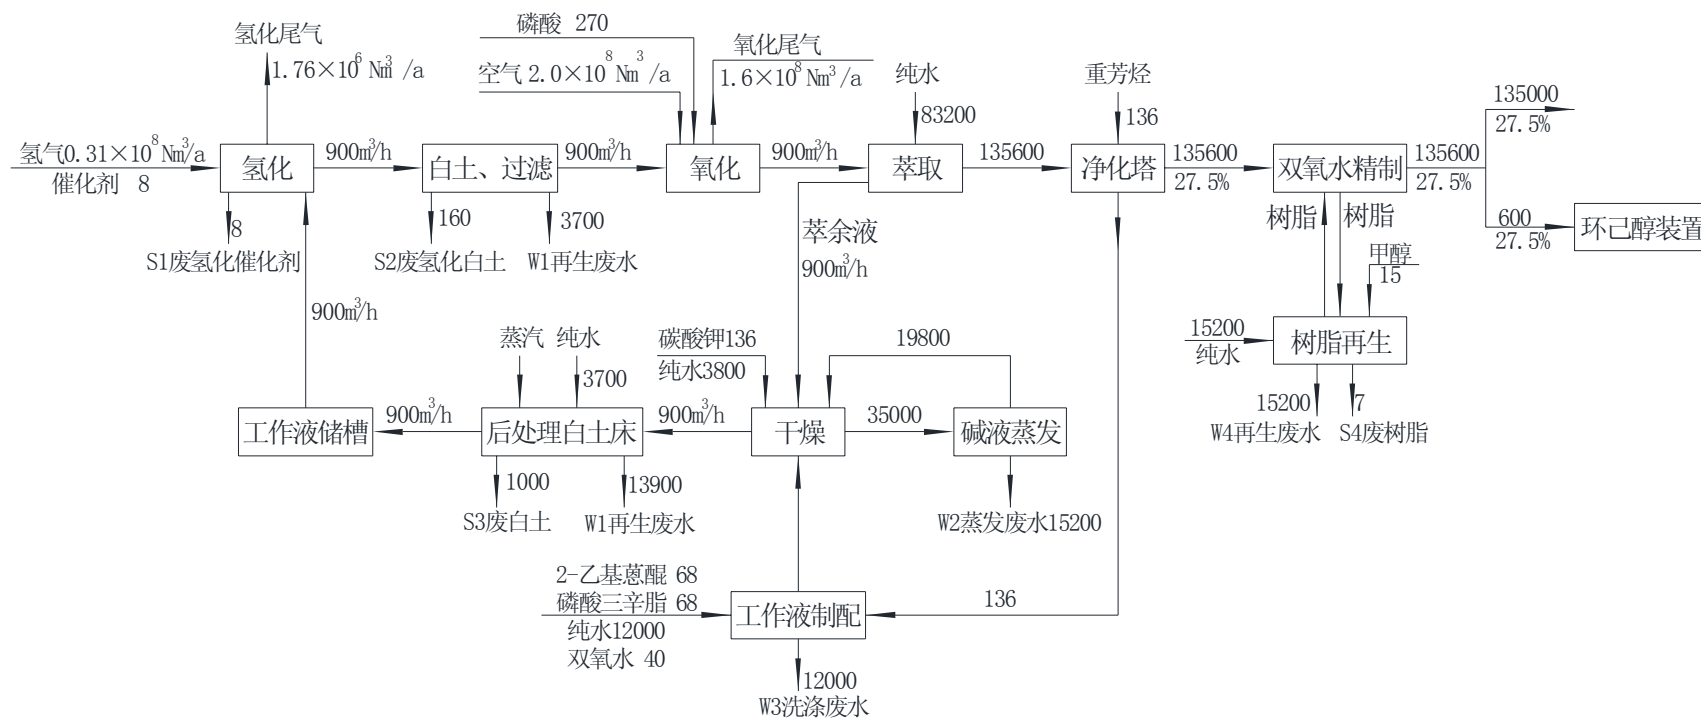 氢化尾气
1.76×10⁶ Nm³ /a
磷酸 270
空气 2.0×10⁸ Nm³ /a
氧化尾气
1.6×10⁸ Nm³ /a
纯水
83200
重芳烃
136
135000
27.5%
氢气0.31×10⁸ Nm³/a
催化剂 8
氢化
900m³/h
白土、过滤
900m³/h
氧化
900m³/h
萃取
135600
净化塔
135600
27.5%
双氧水精制
135600
27.5%
600
27.5%
环己醇装置
8
S1废氢化催化剂
160
S2废氢化白土
3700
W1再生废水
萃余液
900m³/h
树脂
树脂
甲醇
15
900m³/h
蒸汽
纯水
3700
碳酸钾136
纯水3800
19800
15200
纯水
树脂再生
15200
W4再生废水
7
S4废树脂
工作液储槽
900m³/h
后处理白土床
900m³/h
干燥
35000
碱液蒸发
1000
S3废白土
13900
W1再生废水
W2蒸发废水15200
2-乙基蒽醌 68
磷酸三辛脂 68
纯水12000
双氧水 40
工作液制配
136
12000
W3洗涤废水